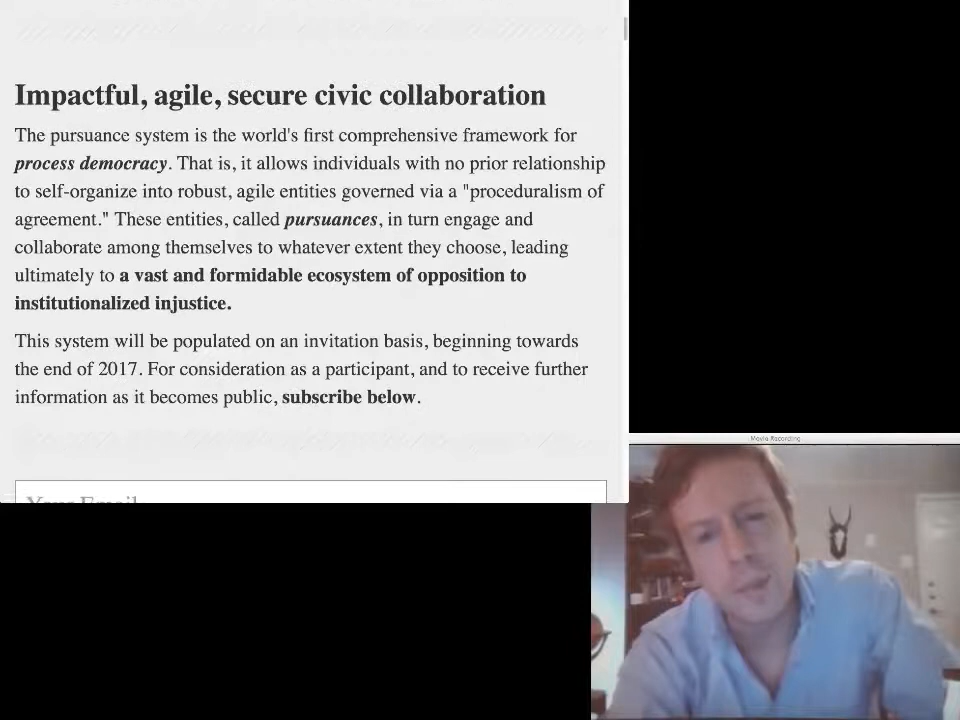 Impactful, agile, secure civic collaboration
The pursuance system is the world's first comprehensive framework for
process democracy. That is, it allows individuals with no prior relationship
to self-organize into robust, agile entities governed via a "proceduralism of
agreement." These entities, called pursuances, in turn engage and
collaborate among themselves to whatever extent they choose, leading
ultimately to a vast and formidable ecosystem of opposition to
institutionalized injustice.
This system will be populated on an invitation basis, beginning towards
the end of 2017. For consideration as a participant, and to receive further
information as it becomes public, subscribe below.
Your Email
Movie Recording